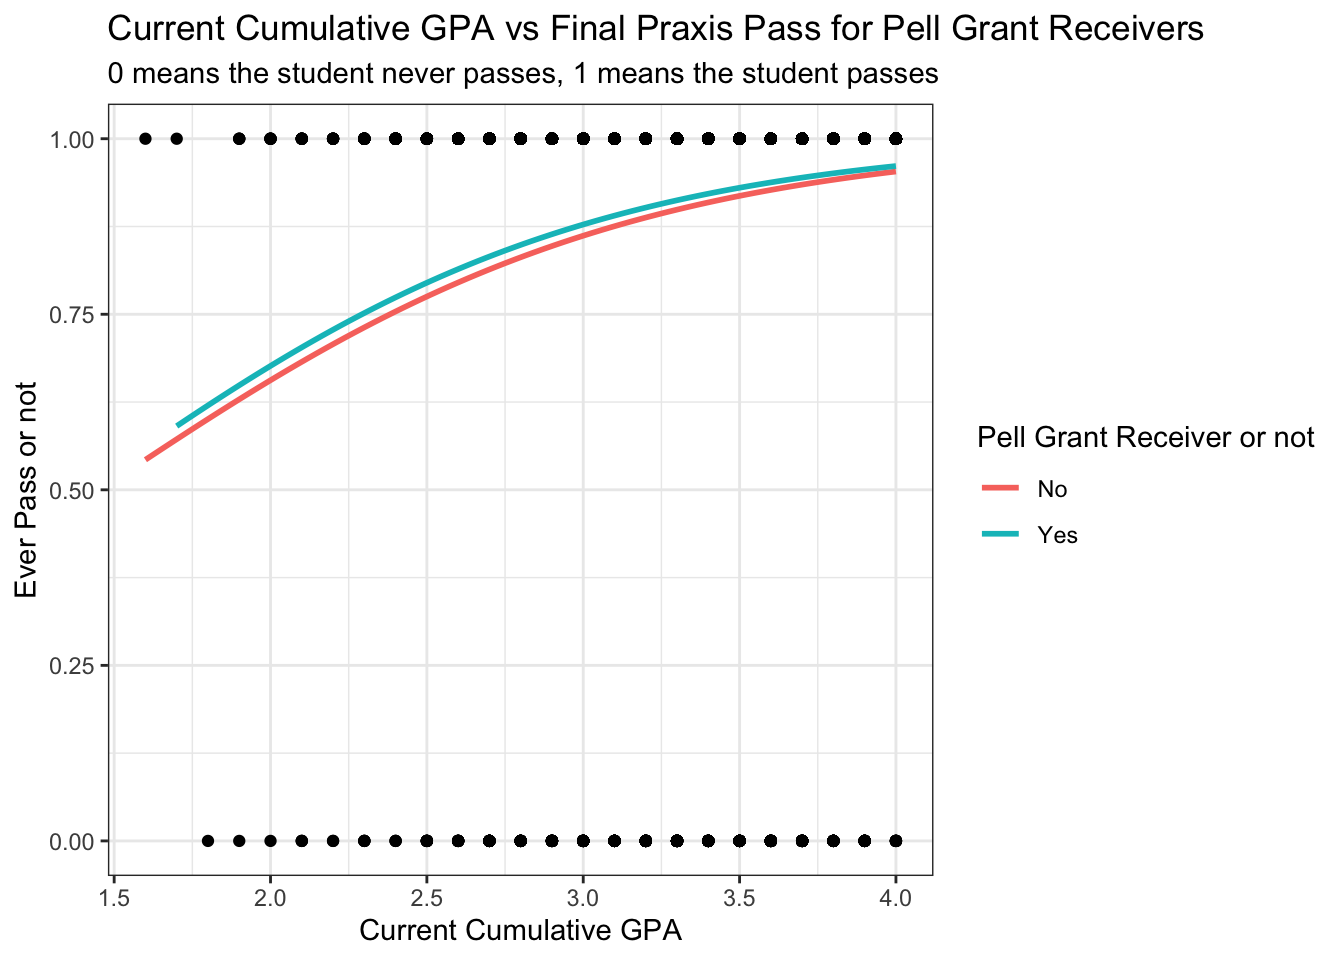 Current Cumulative GPA vs Final Praxis Pass for Pell Grant Receivers
0 means the student never passes, 1 means the student passes
1.00
0.75
0.50
0.25
0.00
Ever Pass or not
1.5 2.0 2.5 3.0 3.5 4.0
Current Cumulative GPA
Pell Grant Receiver or not
No
Yes